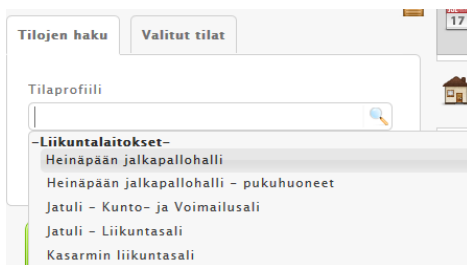 JUL
17
Tilojen haku
Valitut tilat
Tilaprofiili
-Liikuntalaitokset-
Heinäpään jalkapallohalli
Heinäpään jalkapallohalli - pukuhuoneet
Jatuli - Kunto- ja Voimailusali
Jatuli - Liikuntasali
Kasarmin liikuntasali